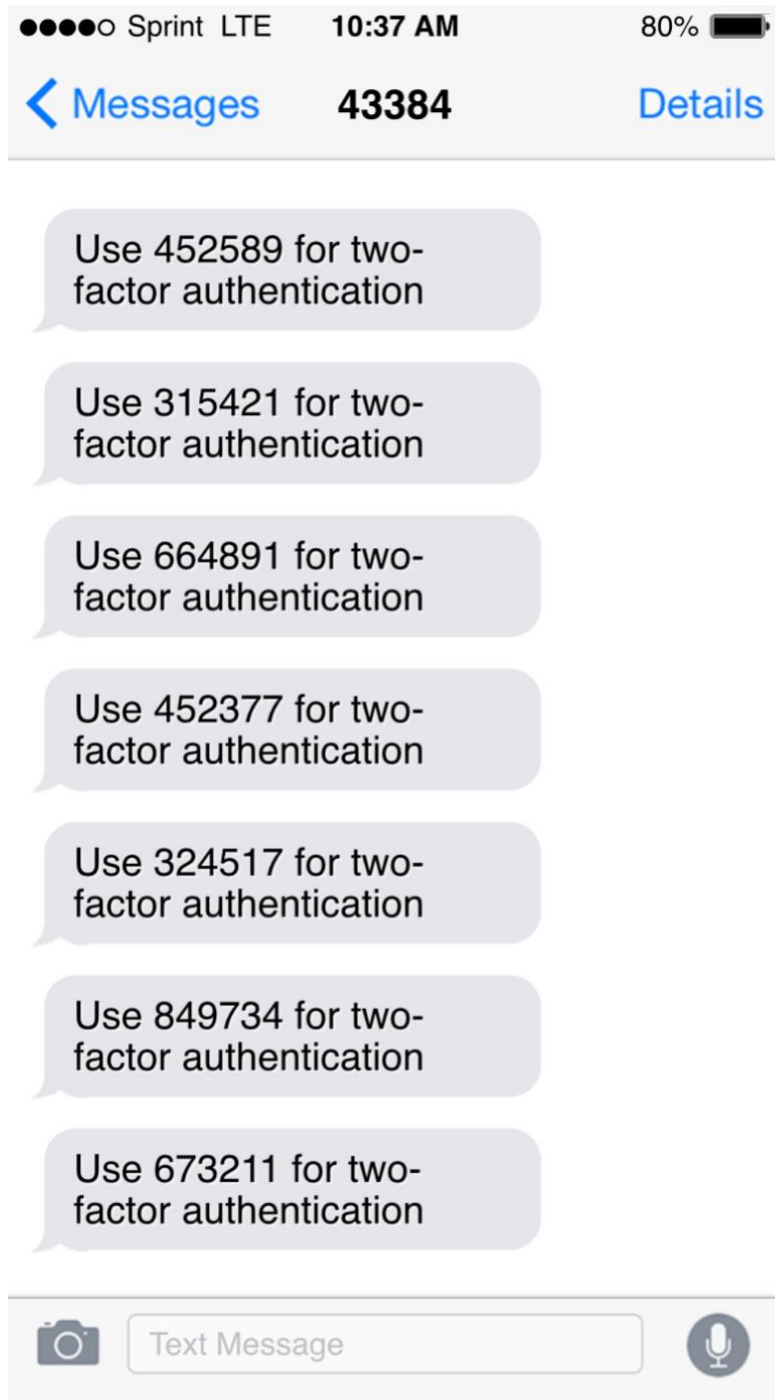 Sprint LTE 10:37 AM 80%
Messages 43384 Details
Use 452589 for two-
factor authentication
Use 315421 for two-
factor authentication
Use 664891 for two-
factor authentication
Use 452377 for two-
factor authentication
Use 324517 for two-
factor authentication
Use 849734 for two-
factor authentication
Use 673211 for two-
factor authentication
Text Message